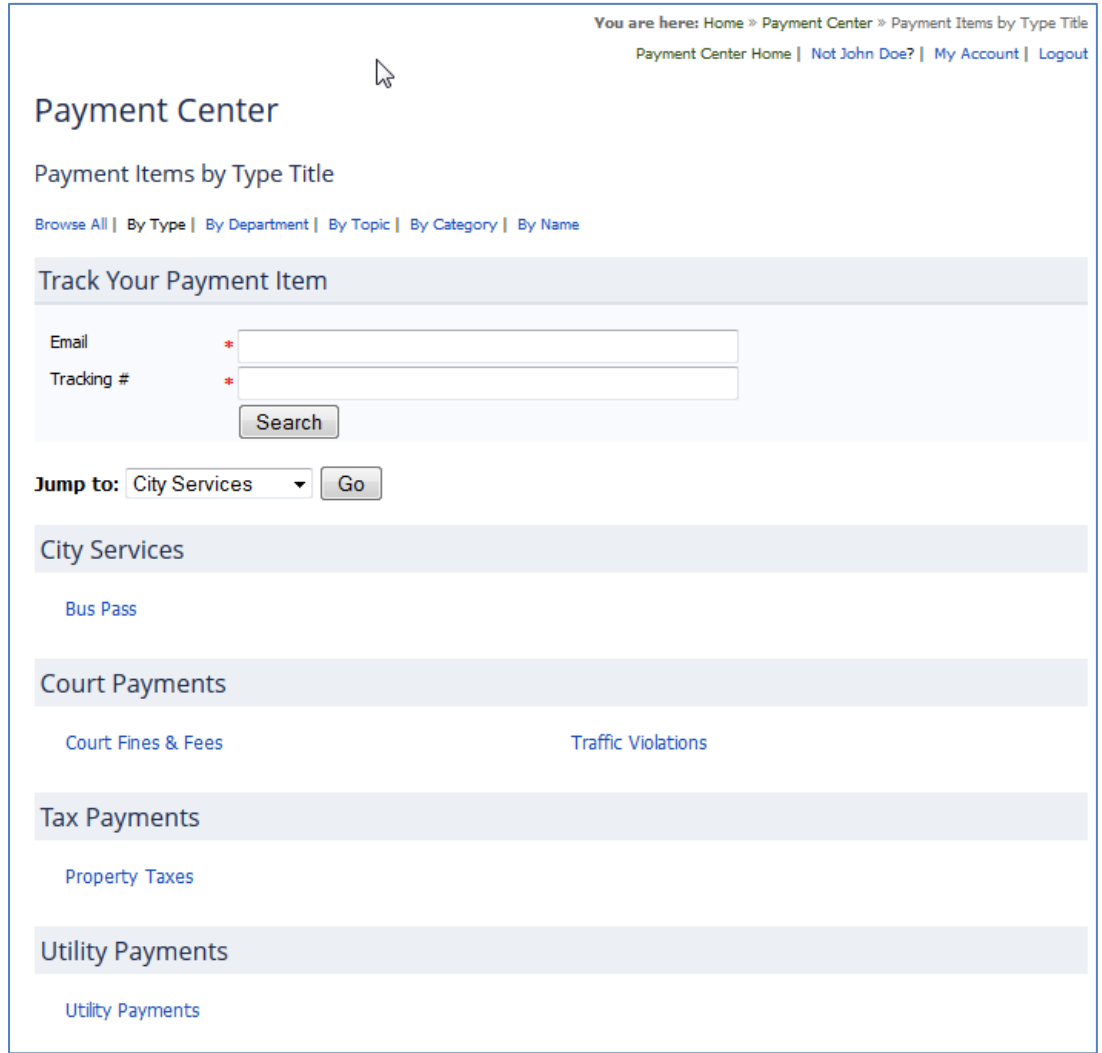 You are here: Home » Payment Center » Payment Items by Type Title
Payment Center Home | Not John Doe? | My Account | Logout
Payment Center
Payment Items by Type Title
Browse All | By Type | By Department | By Topic | By Category | By Name
Track Your Payment Item
Email *
Tracking # *
Search
Jump to: City Services Go
City Services
Bus Pass
Court Payments
Court Fines & Fees Traffic Violations
Tax Payments
Property Taxes
Utility Payments
Utility Payments